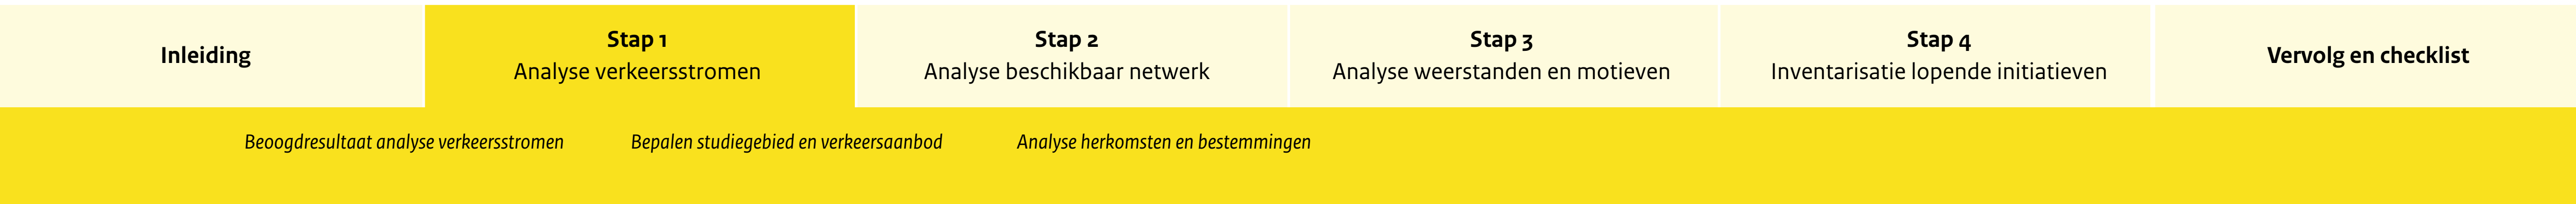 Inleiding
Stap 1
Analyse verkeersstromen
Stap 2
Analyse beschikbaar netwerk
Stap 3
Analyse weerstanden en motieven
Stap 4
Inventarisatie lopende initiatieven
Vervolg en checklist
Beoogdresultaat analyse verkeersstromen
Bepalen studiegebied en verkeersaanbod
Analyse herkomsten en bestemmingen